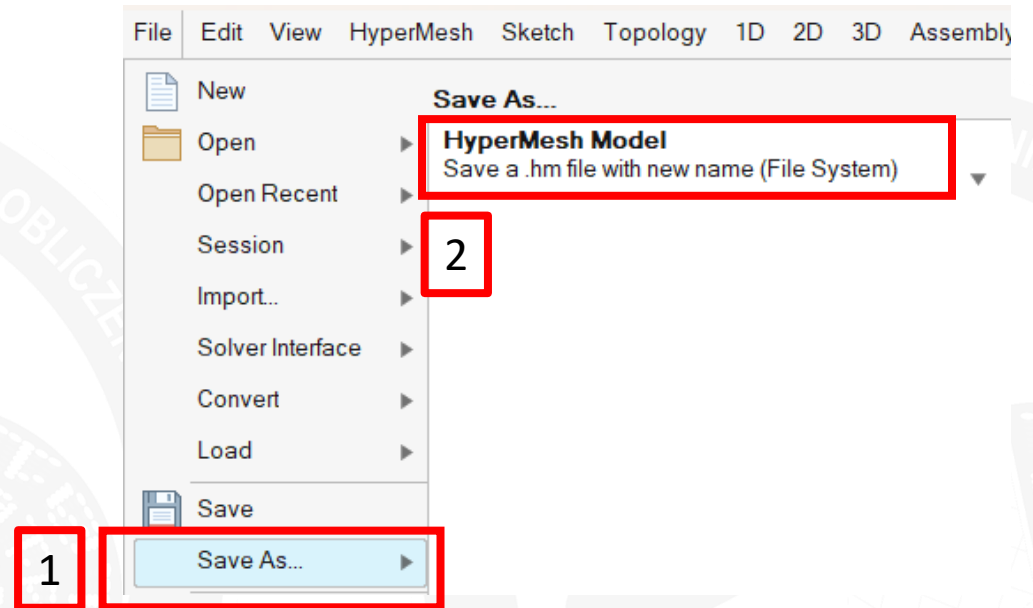 File Edit View HyperMesh Sketch Topology 1D 2D 3D Assembly
New
Open
Open Recent
Session
Import...
Solver Interface
Convert
Load
Save
Save As...
Save As...
HyperMesh Model
Save a .hm file with new name (File System)
2
1